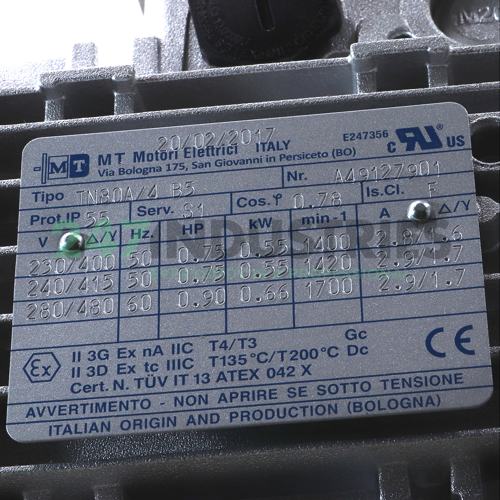 20/02/2017
MT MT Motori Elettrici ITALY
Via Bologna 175, San Giovanni in Persiceto (BO)
E247356 c RU US
Tipo TN80A/4 B5 Nr. A49127901
Prot.IP 55 Serv. S1 Cos.φ 0.78 Is.Cl. F
V Δ/Y Hz. HP kW min-1 A Δ/Y
230/400 50 0.75 0.55 1400 2.8/1.6
240/415 50 0.75 0.55 1420 2.9/1.7
280/480 60 0.90 0.66 1700 2.9/1.7
Ex II 3G Ex nA IIC T4/T3 Gc
II 3D Ex tc IIIC T135°C/T200°C Dc CE
Cert. N. TÜV IT 13 ATEX 042 X
AVVERTIMENTO - NON APRIRE SE SOTTO TENSIONE
ITALIAN ORIGIN AND PRODUCTION (BOLOGNA)